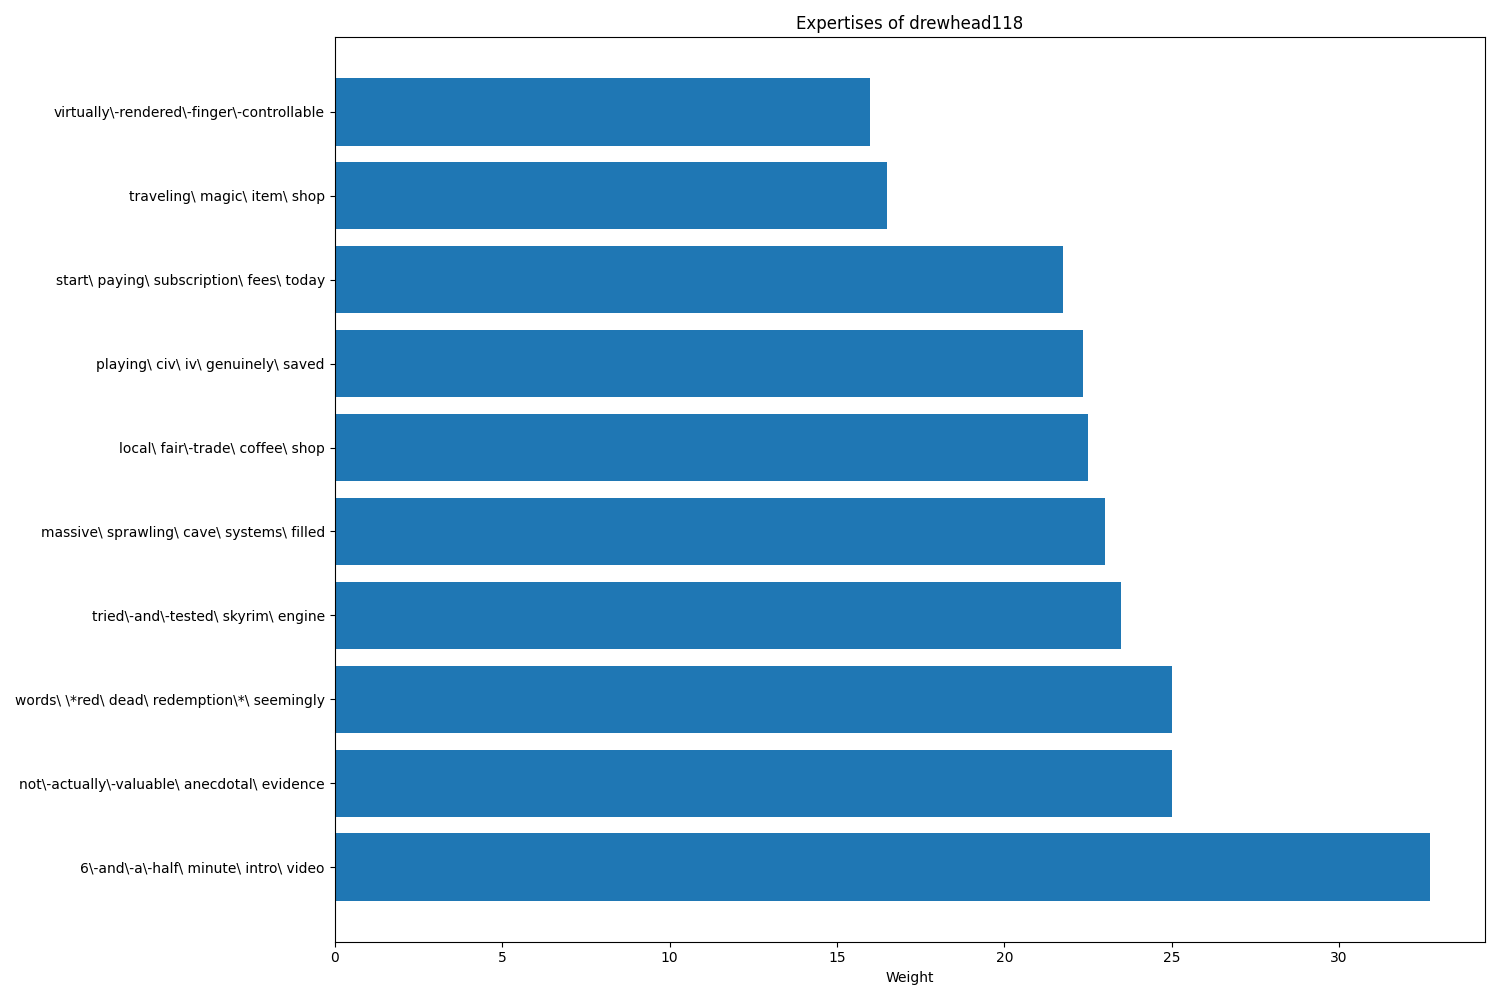 Expertises of drewhead118
virtually\-rendered\-finger\-controllable
traveling\ magic\ item\ shop
start\ paying\ subscription\ fees\ today
playing\ civ\ iv\ genuinely\ saved
local\ fair\-trade\ coffee\ shop
massive\ sprawling\ cave\ systems\ filled
tried\-and\-tested\ skyrim\ engine
words\ \*red\ dead\ redemption\*\ seemingly
not\-actually\-valuable\ anecdotal\ evidence
6\-and\-a\-half\ minute\ intro\ video
0 5 10 15 20 25 30
Weight